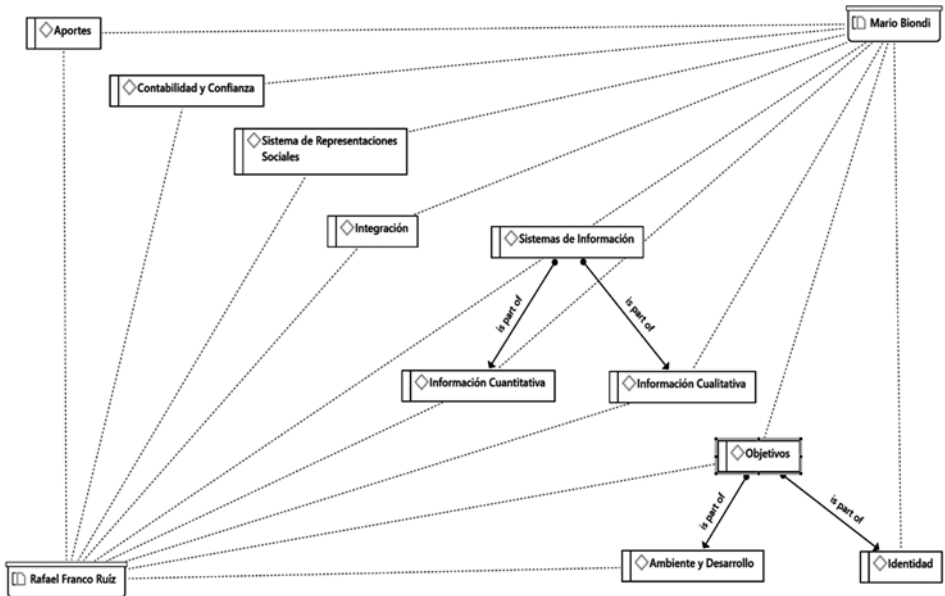 Aportes
Mario Biondi
Contabilidad y Confianza
Sistema de Representaciones
Sociales
Integración
Sistemas de Información
is part of
is part of
Información Cuantitativa
Información Cualitativa
Objetivos
is part of
is part of
Ambiente y Desarrollo
Identidad
Rafael Franco Ruíz